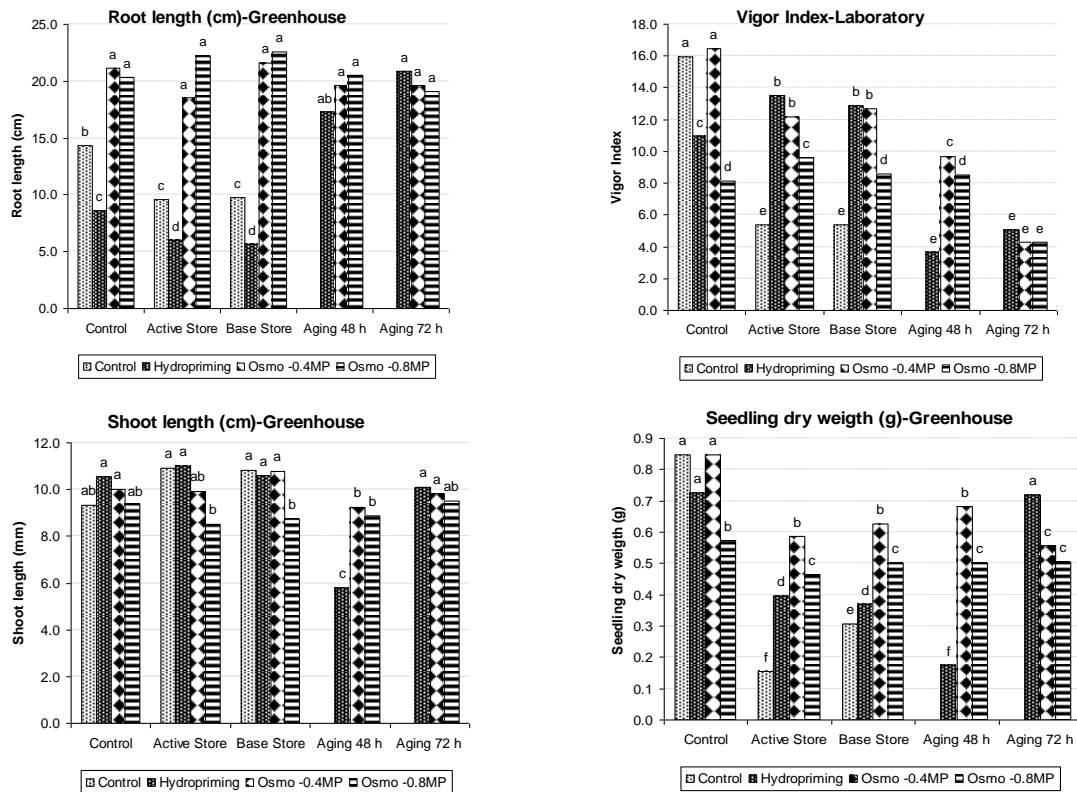 Root length (cm)-Greenhouse
25.0
20.0
15.0
10.0
5.0
0.0
Root length (cm)
b c a a
c d a a
c d a a
ab a a
a a a
Control Active Store Base Store Aging 48 h Aging 72 h
Control Hydropriming Osmo -0.4MP Osmo -0.8MP
Vigor Index-Laboratory
18.0
16.0
14.0
12.0
10.0
8.0
6.0
4.0
2.0
0.0
Vigor Index
a c a d
e b b c
e b b c
e c d
e e e
Control Active Store Base Store Aging 48 h Aging 72 h
Control Hydropriming Osmo -0.4MP Osmo -0.8MP
Shoot length (cm)-Greenhouse
12.0
10.0
8.0
6.0
4.0
2.0
0.0
Shoot length (mm)
ab a a ab
a a ab b
a a a b
c b b
a a ab
Control Active Store Base Store Aging 48 h Aging 72 h
Control Hydropriming Osmo -0.4MP Osmo -0.8MP
Seedling dry weigth (g)-Greenhouse
0.9
0.8
0.7
0.6
0.5
0.4
0.3
0.2
0.1
0.0
Seedling dry weigth (g)
a a a b
f d b c
e d b c
f b c
a c c
Control Active Store Base Store Aging 48 h Aging 72 h
Control Hydropriming Osmo -0.4MP Osmo -0.8MP